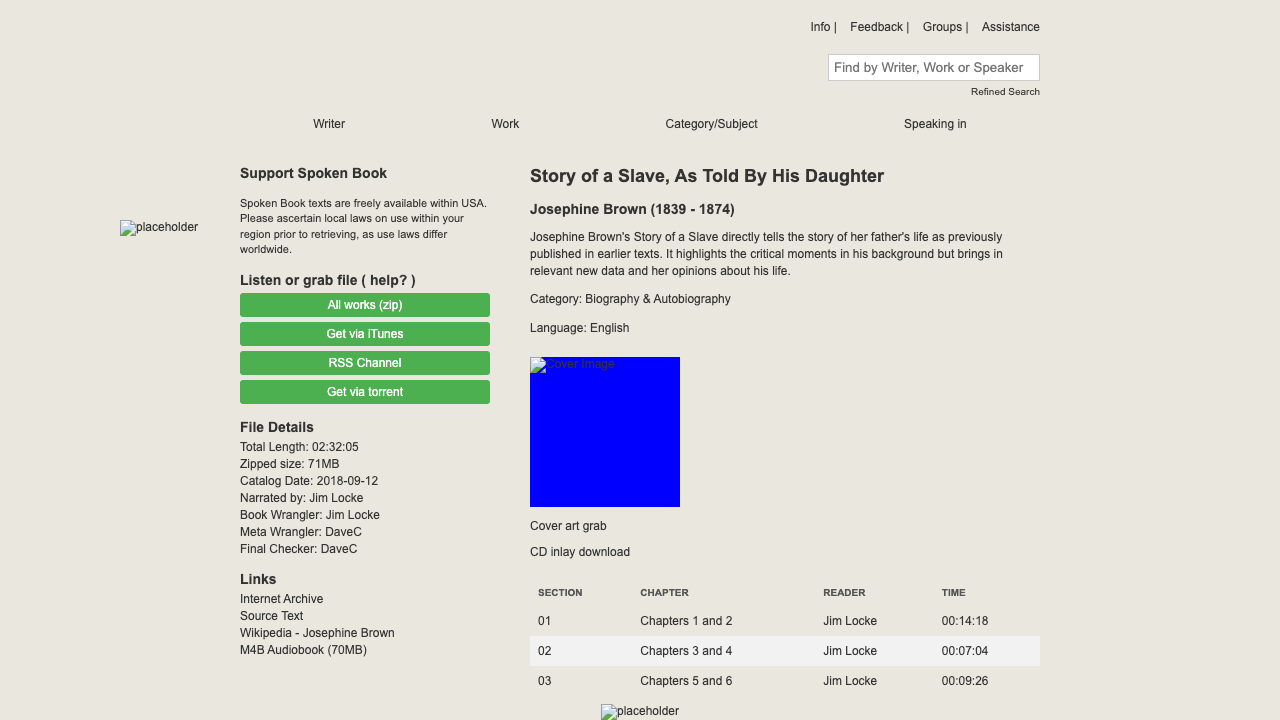 Info | Feedback | Groups | Assistance
Find by Writer, Work or Speaker
Refined Search
Writer Work Category/Subject Speaking in
placeholder
Support Spoken Book
Spoken Book texts are freely available within USA.
Please ascertain local laws on use within your
region prior to retrieving, as use laws differ
worldwide.
Listen or grab file ( help? )
All works (zip)
Get via iTunes
RSS Channel
Get via torrent
File Details
Total Length: 02:32:05
Zipped size: 71MB
Catalog Date: 2018-09-12
Narrated by: Jim Locke
Book Wrangler: Jim Locke
Meta Wrangler: DaveC
Final Checker: DaveC
Links
Internet Archive
Source Text
Wikipedia - Josephine Brown
M4B Audiobook (70MB)
Story of a Slave, As Told By His Daughter
Josephine Brown (1839 - 1874)
Josephine Brown's Story of a Slave directly tells the story of her father's life as previously
published in earlier texts. It highlights the critical moments in his background but brings in
relevant new data and her opinions about his life.
Category: Biography & Autobiography
Language: English
Cover Image
Cover art grab
CD inlay download
SECTION CHAPTER READER TIME
01 Chapters 1 and 2 Jim Locke 00:14:18
02 Chapters 3 and 4 Jim Locke 00:07:04
03 Chapters 5 and 6 Jim Locke 00:09:26
placeholder